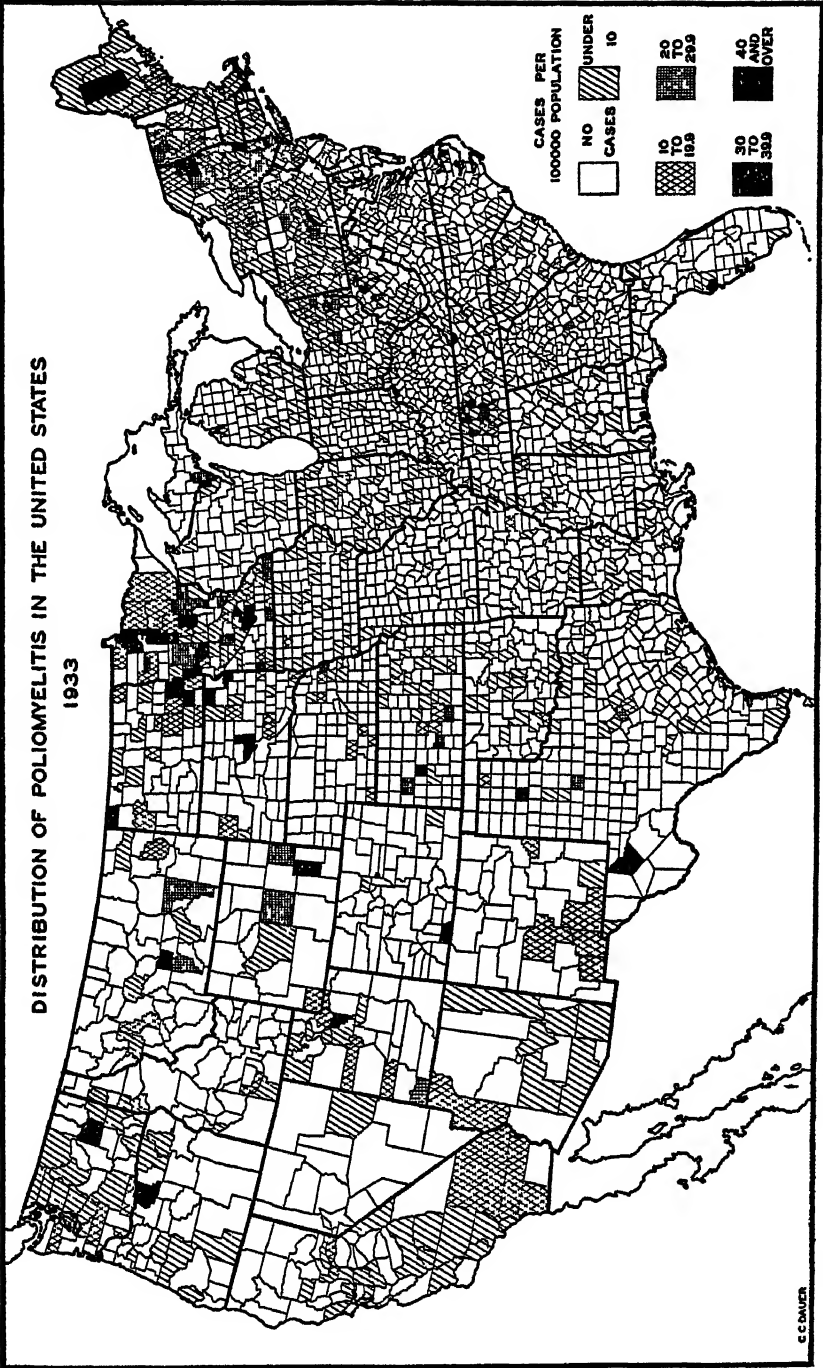 DISTRIBUTION OF POLIOMYELITIS IN THE UNITED STATES
1933
CASES PER
100000 POPULATION
NO
CASES
UNDER
10
10
TO
19.9
20
TO
29.9
30
TO
39.9
40
AND
OVER
C C DAUER